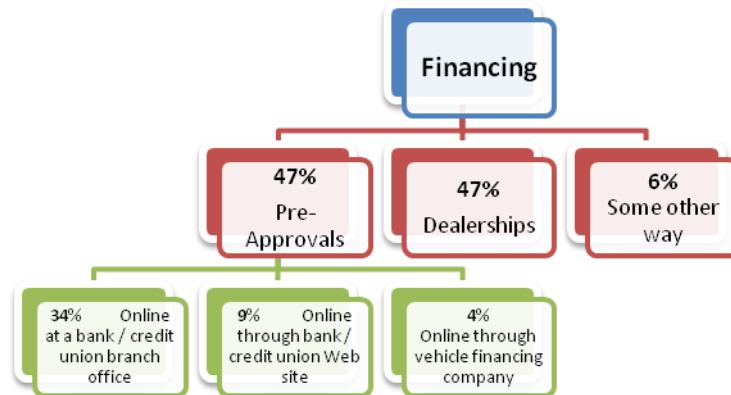 Financing
47%
Pre-
Approvals
47%
Dealerships
6%
Some other
way
34% Online
at a bank / credit
union branch
office
9% Online
through bank /
credit union Web
site
4%
Online through
vehicle financing
company